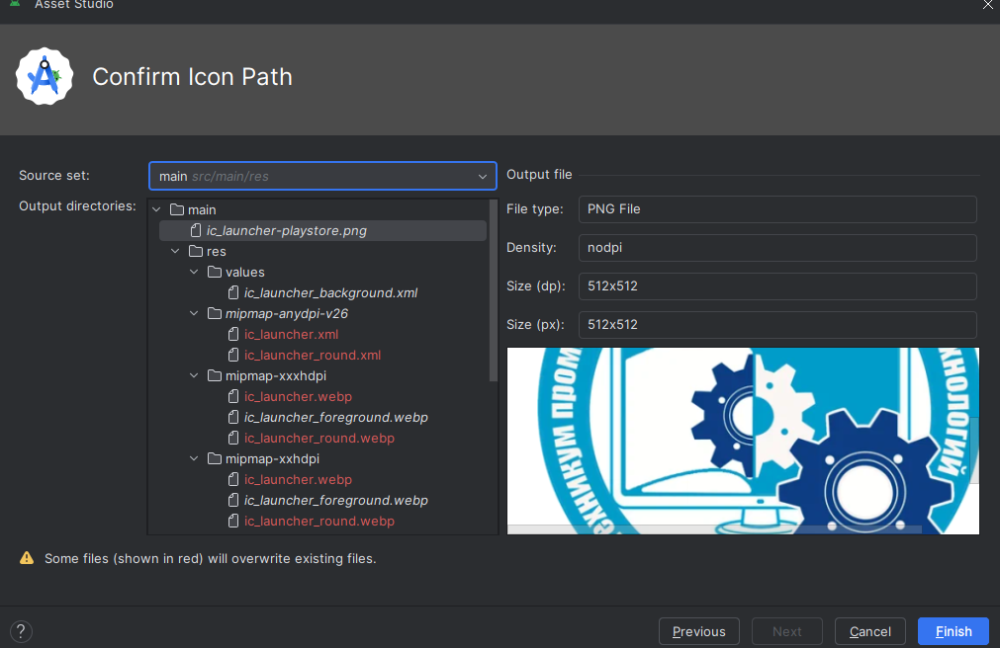 Asset Studio
Confirm Icon Path
Source set:
main src/main/res
Output directories:
main
ic_launcher-playstore.png
res
values
ic_launcher_background.xml
mipmap-anydpi-v26
ic_launcher.xml
ic_launcher_round.xml
mipmap-xxxhdpi
ic_launcher.webp
ic_launcher_foreground.webp
ic_launcher_round.webp
mipmap-xxhdpi
ic_launcher.webp
ic_launcher_foreground.webp
ic_launcher_round.webp
Output file
File type:
PNG File
Density:
nodpi
Size (dp):
512x512
Size (px):
512x512
ехникум пром
хнологий
Some files (shown in red) will overwrite existing files.
?
Previous
Next
Cancel
Finish